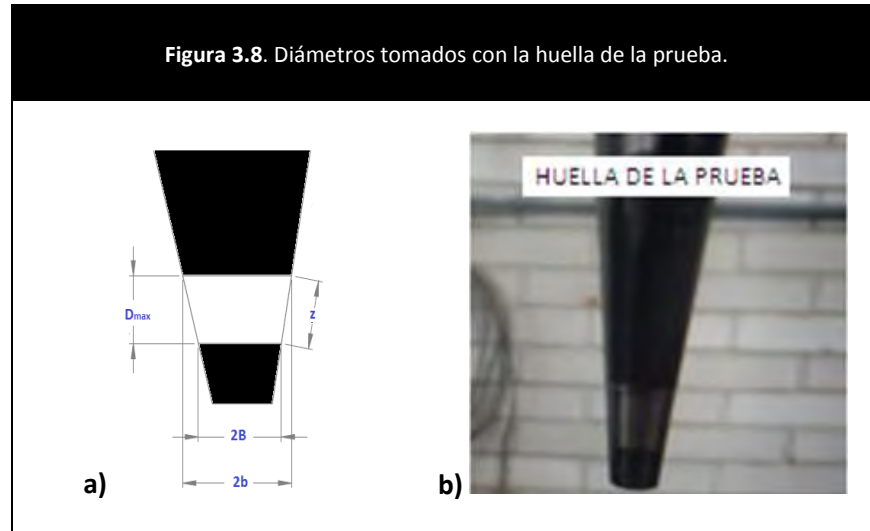 Figura 3.8. Diámetros tomados con la huella de la prueba.
HUELLA DE LA PRUEBA
Dmax
z
2B
2b
a)
b)